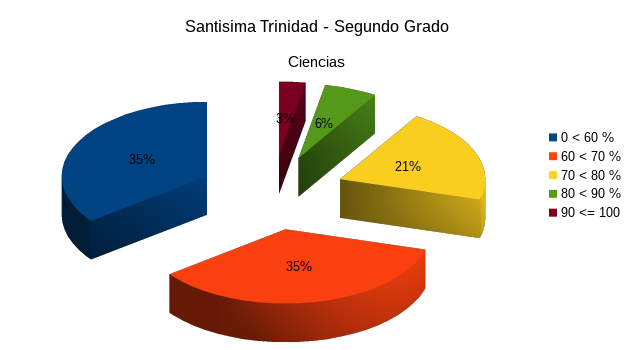 Santisima Trinidad - Segundo Grado
Ciencias
3%
6%
35%
21%
35%
0 < 60 %
60 < 70 %
70 < 80 %
80 < 90 %
90 <= 100